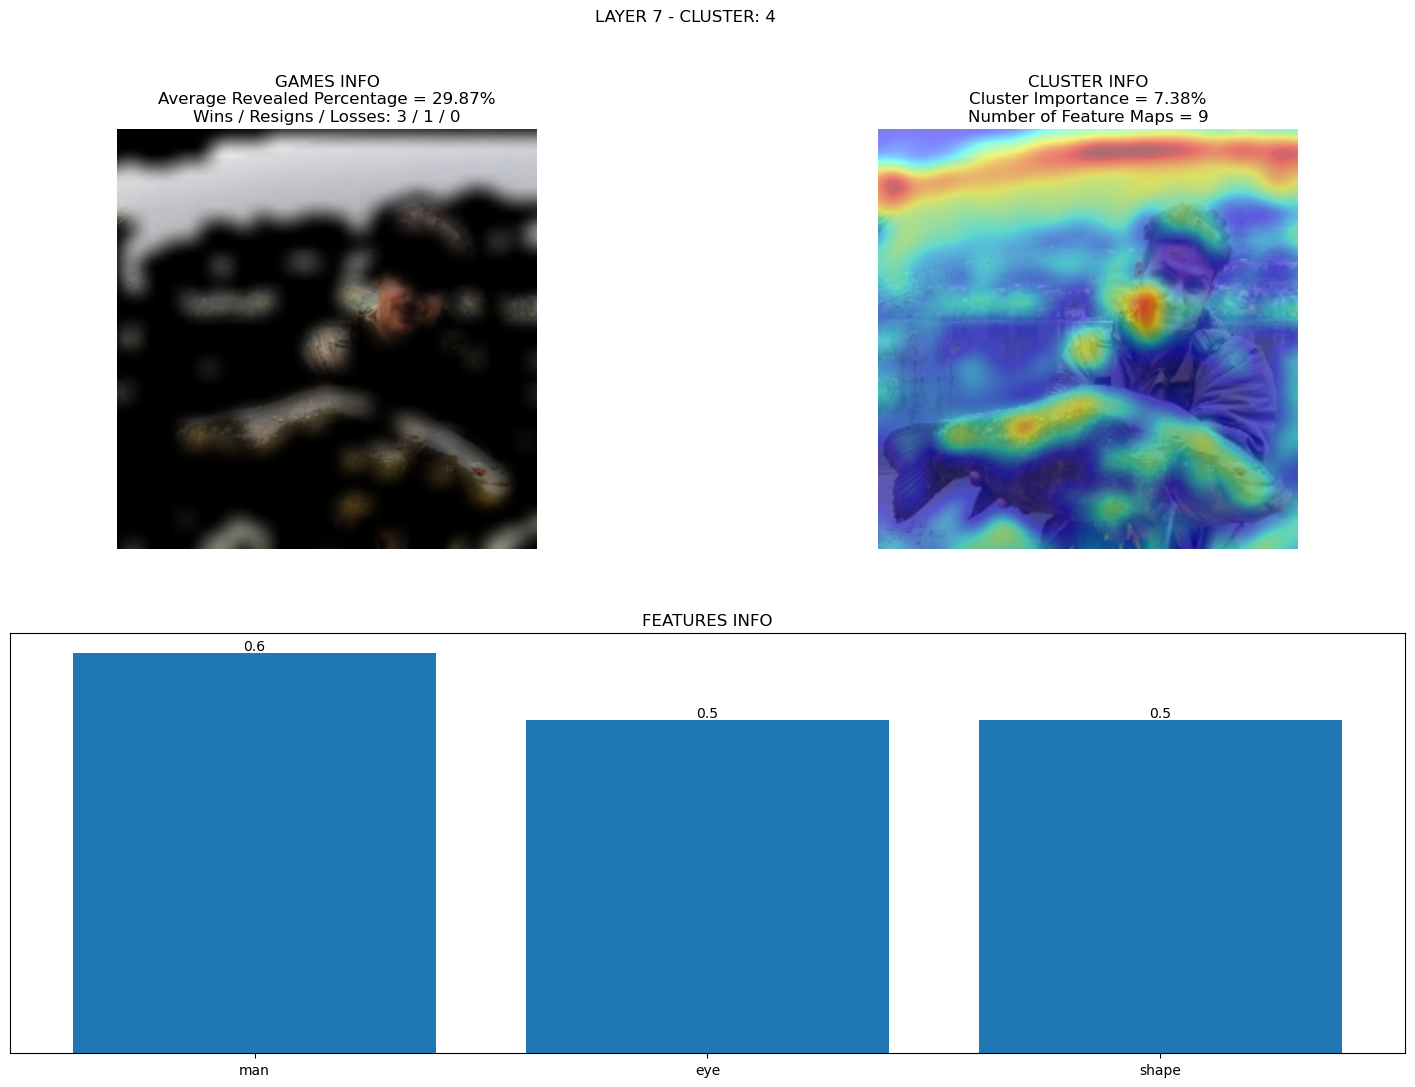 LAYER 7 - CLUSTER: 4
GAMES INFO
Average Revealed Percentage = 29.87%
Wins / Resigns / Losses: 3 / 1 / 0
CLUSTER INFO
Cluster Importance = 7.38%
Number of Feature Maps = 9
FEATURES INFO
0.6
0.5
0.5
man
eye
shape